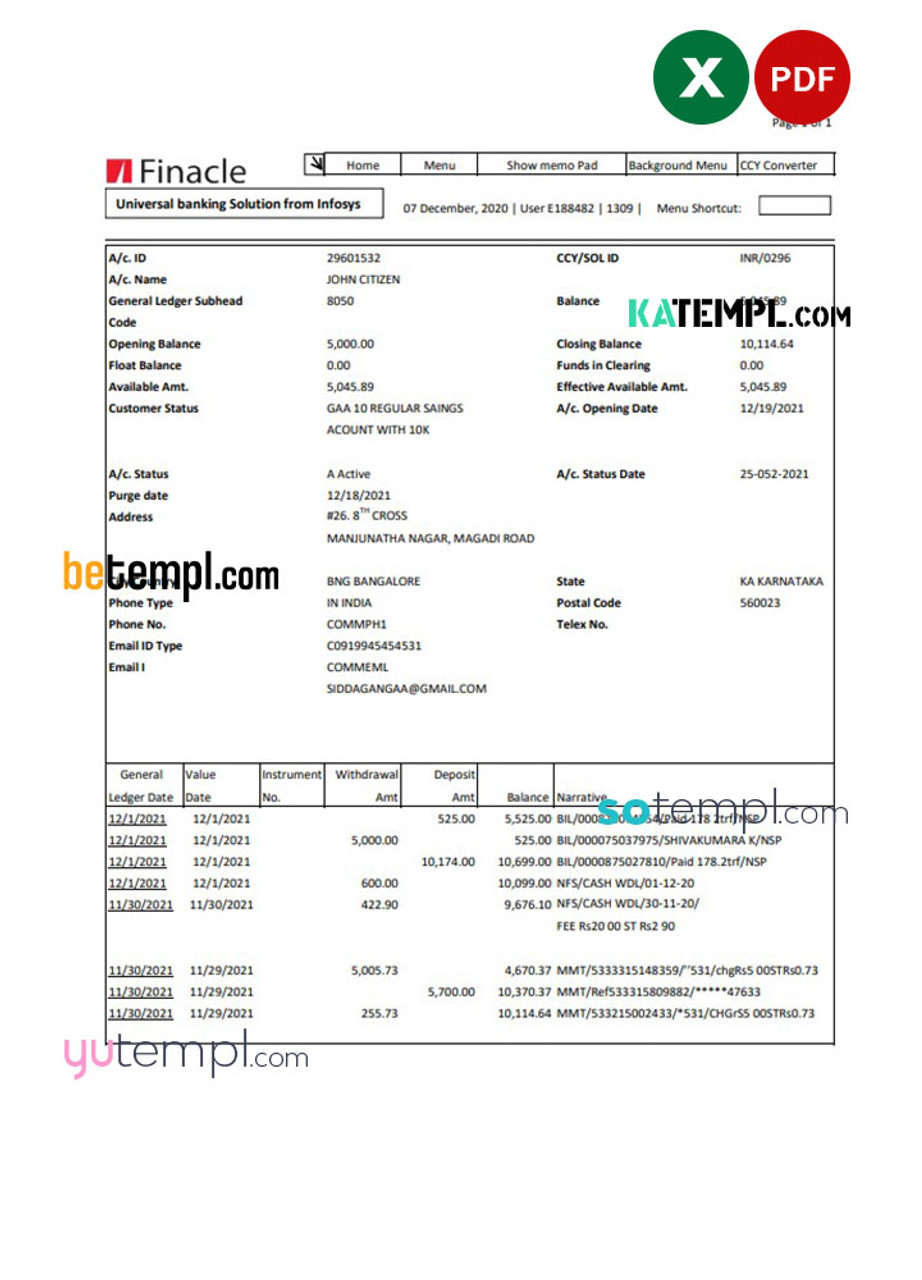 X PDF
Page 1 of 1
Finacle Home Menu Show memo Pad Background Menu CCY Converter
Universal banking Solution from Infosys 07 December, 2020 | User E188482 | 1309 | Menu Shortcut:
A/c. ID 29601532 CCY/SOL ID INR/0296
A/c. Name JOHN CITIZEN
General Ledger Subhead 8050 Balance 5,045.89
KATEMPL.COM
Code
Opening Balance 5,000.00 Closing Balance 10,114.64
Float Balance 0.00 Funds in Clearing 0.00
Available Amt. 5,045.89 Effective Available Amt. 5,045.89
Customer Status GAA 10 REGULAR SAINGS A/c. Opening Date 12/19/2021
ACOUNT WITH 10K
A/c. Status A Active A/c. Status Date 25-052-2021
Purge date 12/18/2021
Address #26. 8TH CROSS
MANJUNATHA NAGAR, MAGADI ROAD
betempl.com
City Country BNG BANGALORE State KA KARNATAKA
Phone Type IN INDIA Postal Code 560023
Phone No. COMMPH1 Telex No.
Email ID Type C0919945454531
Email I COMMEML
SIDDAGANGAA@GMAIL.COM
General Value Instrument Withdrawal Deposit
Ledger Date Date No. Amt Amt Balance Narrative
sotempl.com
12/1/2021 12/1/2021 525.00 5,525.00 /Paid 178 2trf/NSP
12/1/2021 12/1/2021 5,000.00 525.00 BIL/000075037975/SHIVAKUMARA K/NSP
12/1/2021 12/1/2021 10,174.00 10,699.00 BIL/0000875027810/Paid 178.2trf/NSP
12/1/2021 12/1/2021 600.00 10,099.00 NFS/CASH WDL/01-12-20
11/30/2021 11/30/2021 422.90 9,676.10 NFS/CASH WDL/30-11-20/
FEE Rs20 00 ST Rs2 90
11/30/2021 11/29/2021 5,005.73 4,670.37 MMT/5333315148359/’’531/chgRs5 00STRs0.73
11/30/2021 11/29/2021 5,700.00 10,370.37 MMT/Ref533315809882/*****47633
11/30/2021 11/29/2021 255.73 10,114.64 MMT/533215002433/*531/CHGrS5 00STRs0.73
yutempl.com